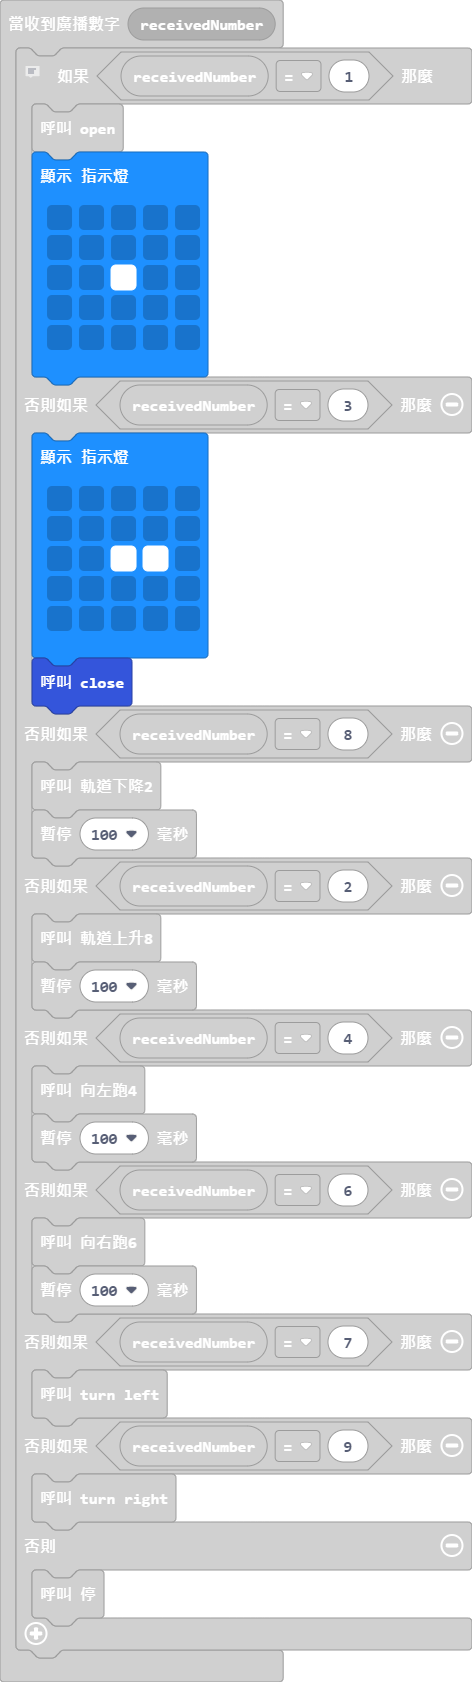 當收到廣播數字 receivedNumber
如果 receivedNumber = 1 那麼
呼叫 open
顯示 指示燈
否則如果 receivedNumber = 3 那麼
顯示 指示燈
呼叫 close
否則如果 receivedNumber = 8 那麼
呼叫 軌道下降2
暫停 100 毫秒
否則如果 receivedNumber = 2 那麼
呼叫 軌道上升8
暫停 100 毫秒
否則如果 receivedNumber = 4 那麼
呼叫 向左跑4
暫停 100 毫秒
否則如果 receivedNumber = 6 那麼
呼叫 向右跑6
暫停 100 毫秒
否則如果 receivedNumber = 7 那麼
呼叫 turn left
否則如果 receivedNumber = 9 那麼
呼叫 turn right
否則
呼叫 停